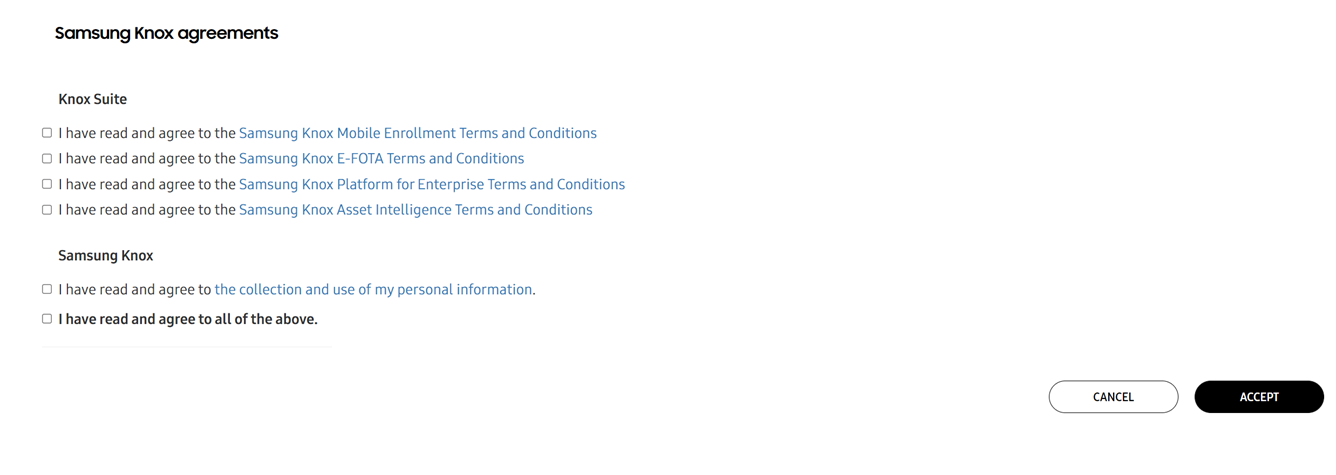 Samsung Knox agreements
Knox Suite
I have read and agree to the Samsung Knox Mobile Enrollment Terms and Conditions
I have read and agree to the Samsung Knox E-FOTA Terms and Conditions
I have read and agree to the Samsung Knox Platform for Enterprise Terms and Conditions
I have read and agree to the Samsung Knox Asset Intelligence Terms and Conditions
Samsung Knox
I have read and agree to the collection and use of my personal information.
I have read and agree to all of the above.
CANCEL ACCEPT